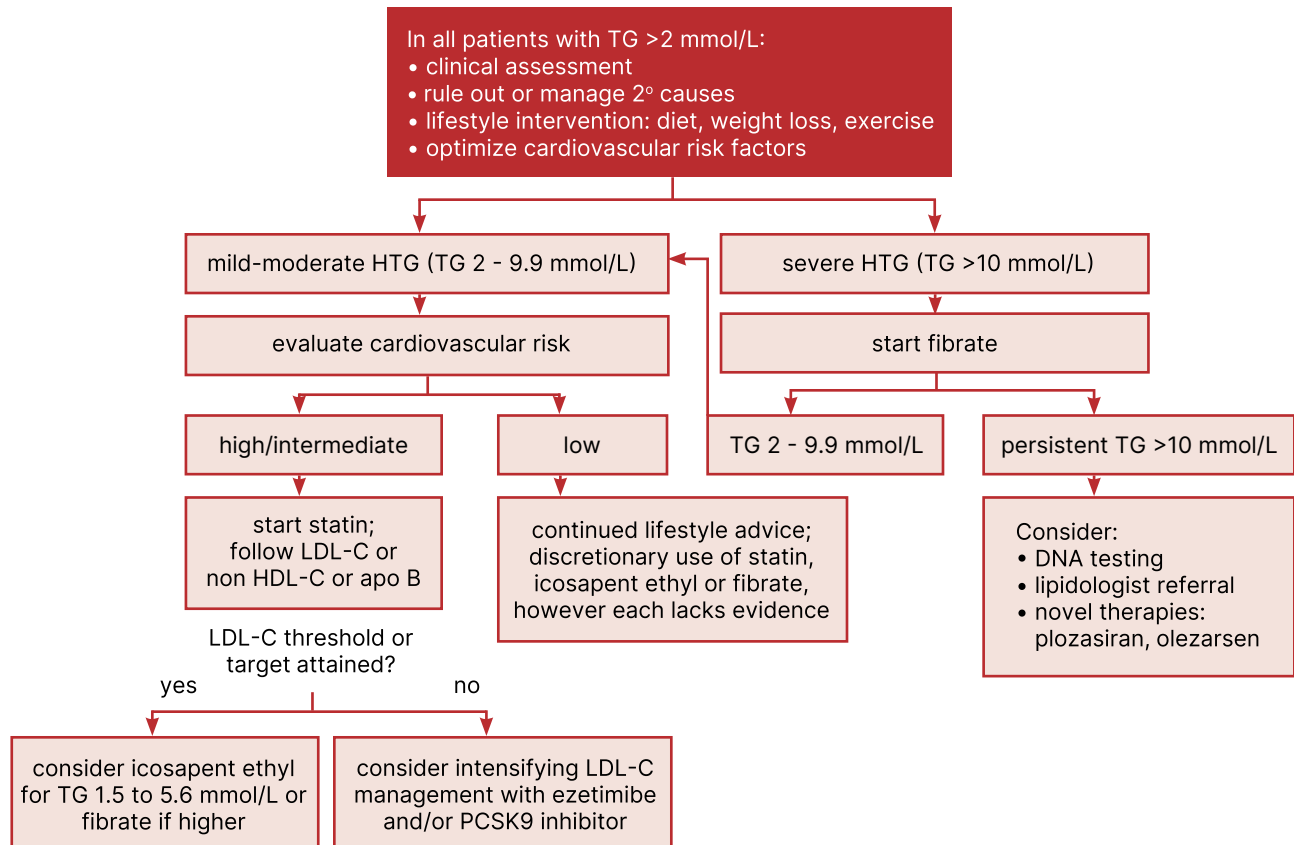 In all patients with TG >2 mmol/L:
• clinical assessment
• rule out or manage 2º causes
• lifestyle intervention: diet, weight loss, exercise
• optimize cardiovascular risk factors
mild-moderate HTG (TG 2 - 9.9 mmol/L)
severe HTG (TG >10 mmol/L)
evaluate cardiovascular risk
start fibrate
high/intermediate
low
TG 2 - 9.9 mmol/L
persistent TG >10 mmol/L
start statin;
follow LDL-C or
non HDL-C or apo B
continued lifestyle advice;
discretionary use of statin,
icosapent ethyl or fibrate,
however each lacks evidence
Consider:
• DNA testing
• lipidologist referral
• novel therapies:
plozasiran, olezarsen
LDL-C threshold or
target attained?
yes
no
consider icosapent ethyl
for TG 1.5 to 5.6 mmol/L or
fibrate if higher
consider intensifying LDL-C
management with ezetimibe
and/or PCSK9 inhibitor